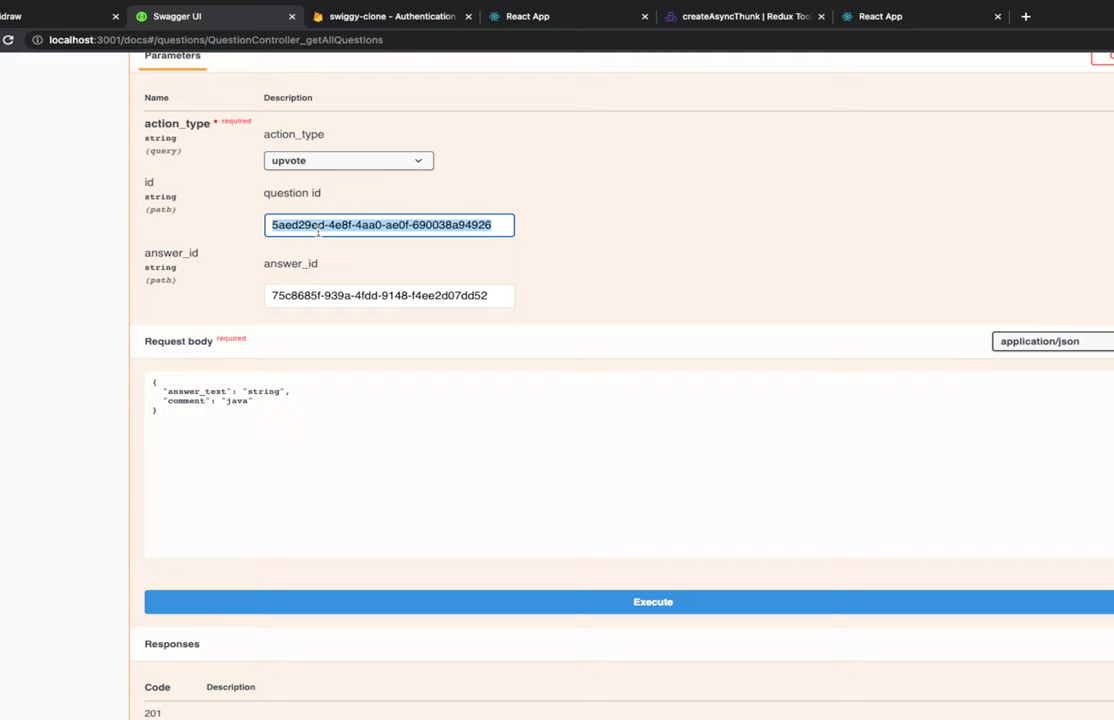 draw
Swagger UI
swiggy-clone - Authentication
React App
createAsyncThunk | Redux Too
React App
localhost:3001/docs#/questions/QuestionController_getAllQuestions
Parameters
Name
Description
action_type * required
string
(query)
action_type
upvote
id
string
(path)
question id
5aed29ed-4e8f-4aa0-ae0f-690038a94926
answer_id
string
(path)
answer_id
75c8685f-939a-4fdd-9148-f4ee2d07dd52
Request body required
application/json
{
"answer_text": "string",
"comment": "java"
}
Execute
Responses
Code
Description
201